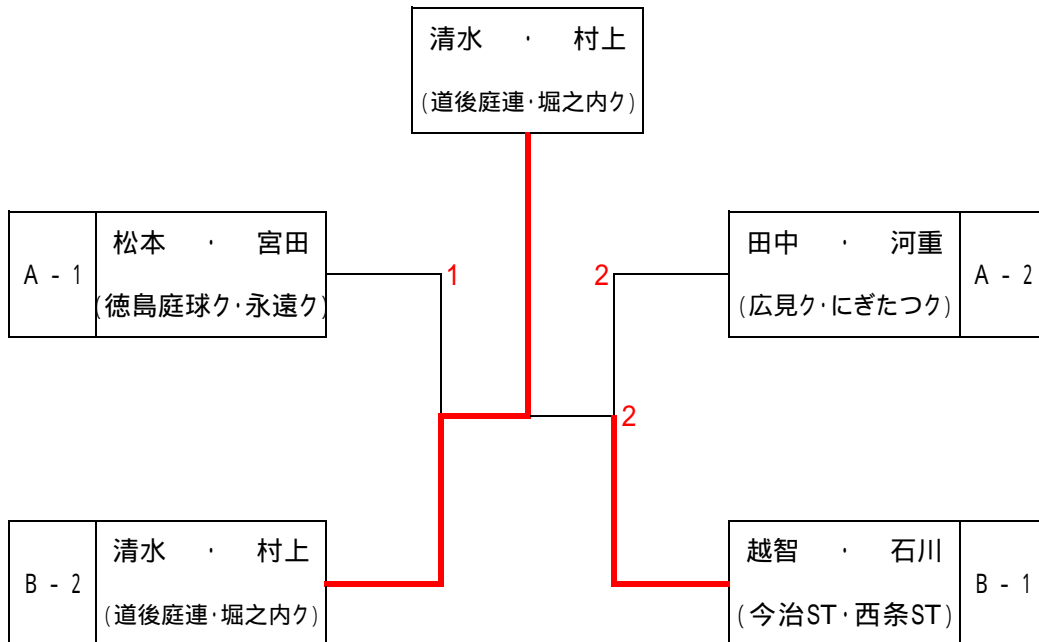 清水 · 村上
(道後庭連·堀之内ク)
A - 1
松本 · 宮田
(徳島庭球ク·永遠ク)
1
2
田中 · 河重
(広見ク·にぎたつク)
A - 2
2
B - 2
清水 · 村上
(道後庭連·堀之内ク)
越智 · 石川
(今治ST·西条ST)
B - 1